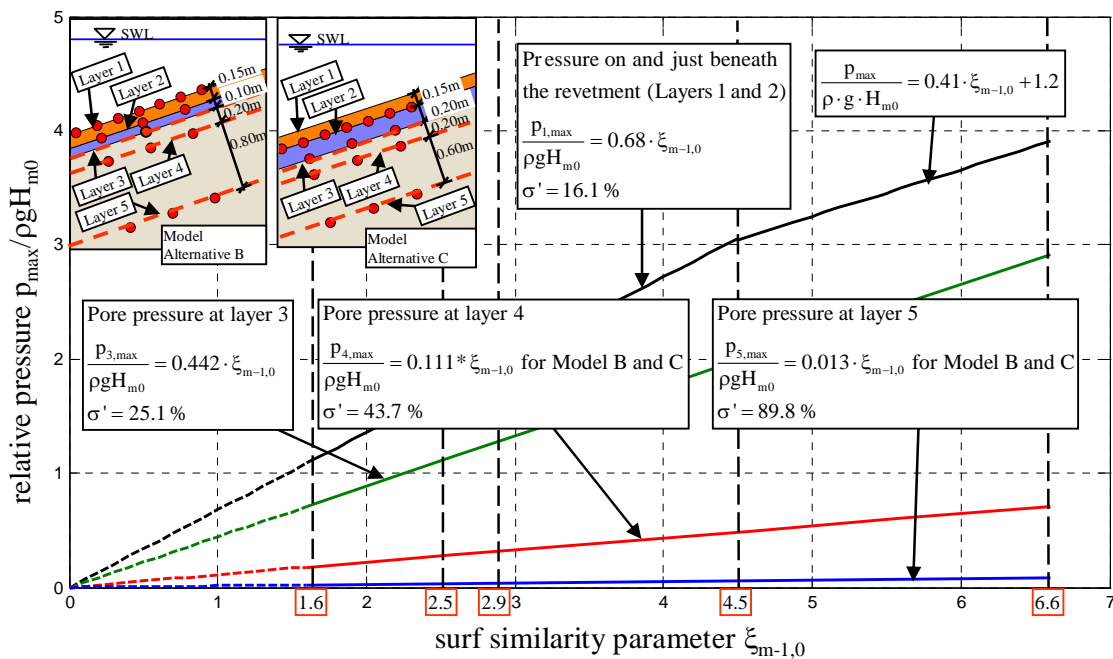 relative pressure p_max/ρgH_m0
5
4
3
2
1
0
SWL
Layer 1
Layer 2
0.15m
0.10m
0.20m
0.80m
Layer 3
Layer 4
Layer 5
Model
Alternative B
SWL
Layer 1
Layer 2
0.15m
0.20m
0.20m
0.60m
Layer 3
Layer 4
Layer 5
Model
Alternative C
Pressure on and just beneath
the revetment (Layers 1 and 2)
p_1,max/ρgH_m0 = 0.68·ξ_m−1,0
σ' = 16.1 %
p_max/ρ·g·H_m0 = 0.41·ξ_m−1,0 + 1.2
Pore pressure at layer 3
p_3,max/ρgH_m0 = 0.442·ξ_m−1,0
σ' = 25.1 %
Pore pressure at layer 4
p_4,max/ρgH_m0 = 0.111* ξ_m−1,0 for Model B and C
σ' = 43.7 %
Pore pressure at layer 5
p_5,max/ρgH_m0 = 0.013·ξ_m−1,0 for Model B and C
σ' = 89.8 %
0 1 1.6 2 2.5 2.9 3 4 4.5 5 6 6.6 7
surf similarity parameter ξ_m-1,0